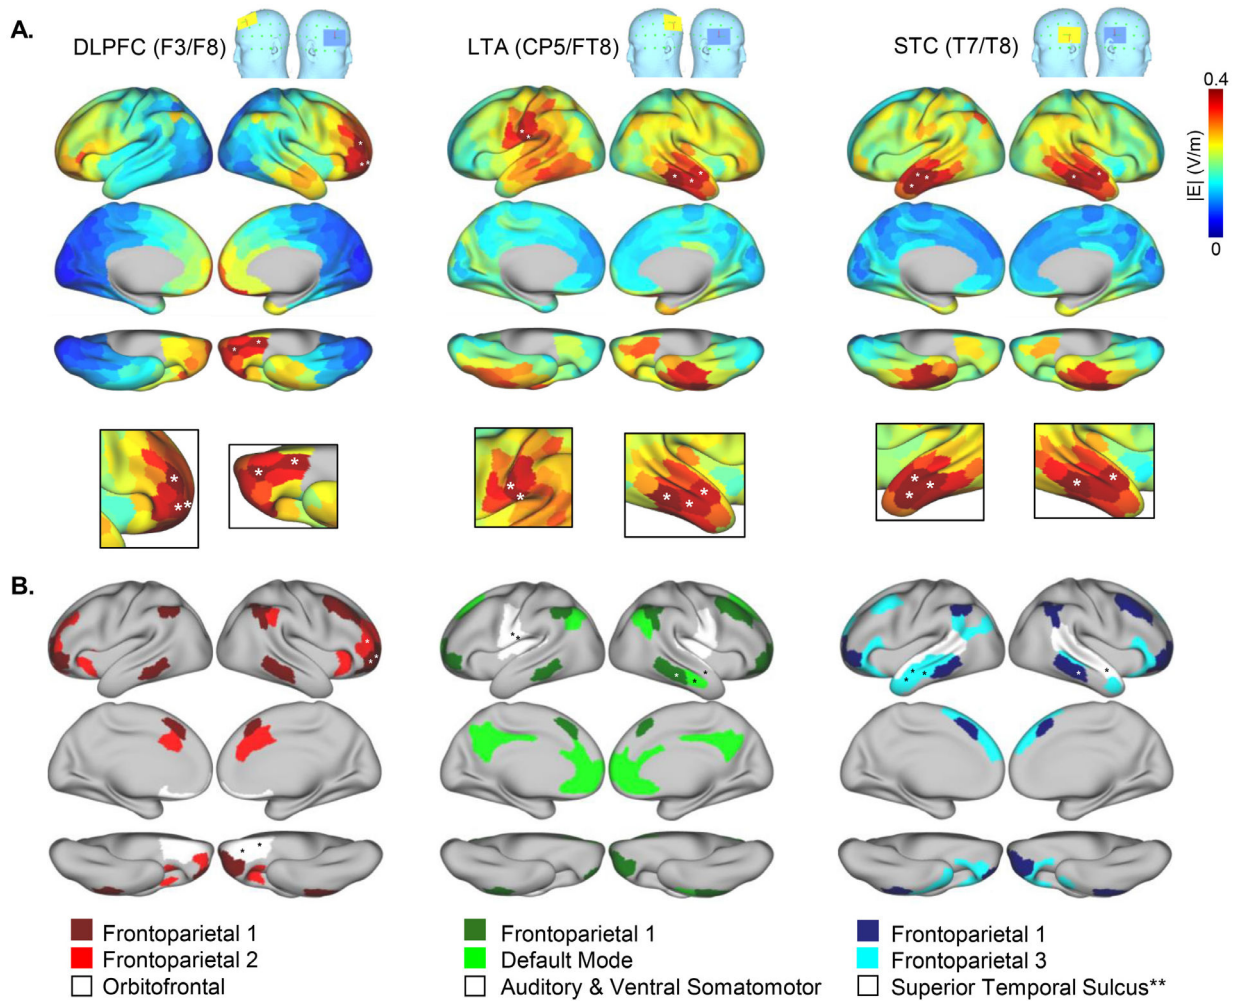 A.
DLPFC (F3/F8)
LTA (CP5/FT8)
STC (T7/T8)
0.4
|E| (V/m)
0
B.
Frontoparietal 1
Frontoparietal 2
Orbitofrontal
Frontoparietal 1
Default Mode
Auditory & Ventral Somatomotor
Frontoparietal 1
Frontoparietal 3
Superior Temporal Sulcus**